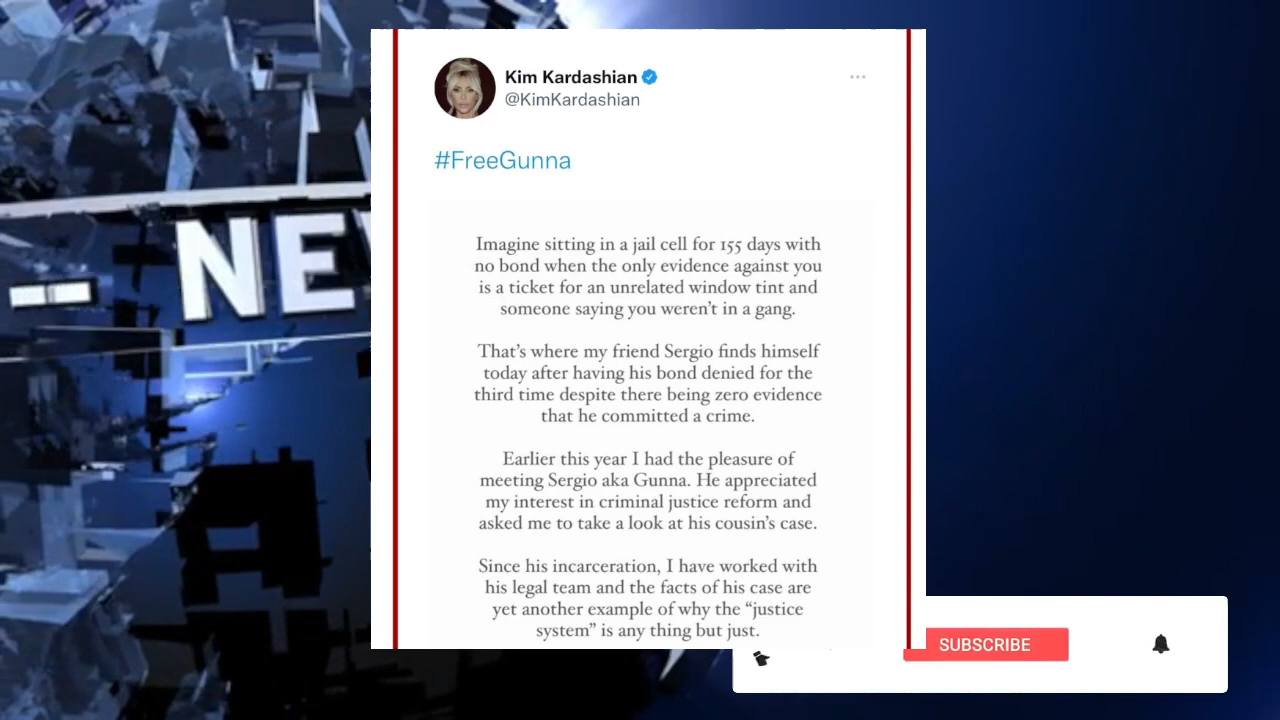 Kim Kardashian
@KimKardashian
#FreeGunna
NE
Imagine sitting in a jail cell for 155 days with
no bond when the only evidence against you
is a ticket for an unrelated window tint and
someone saying you weren't in a gang.
That's where my friend Sergio finds himself
today after having his bond denied for the
third time despite there being zero evidence
that he committed a crime.
Earlier this year I had the pleasure of
meeting Sergio aka Gunna. He appreciated
my interest in criminal justice reform and
asked me to take a look at his cousin's case.
Since his incarceration, I have worked with
his legal team and the facts of his case are
yet another example of why the “justice
system” is any thing but just.
SUBSCRIBE